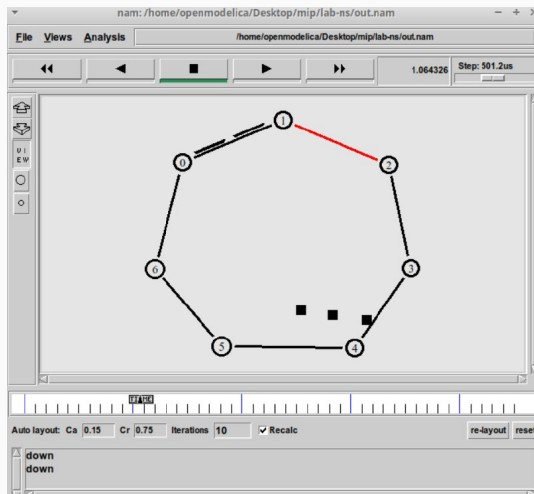 nam: /home/openmodelica/Desktop/mip/lab-ns/out.nam
File Views Analysis /home/openmodelica/Desktop/mip/lab-ns/out.nam
1.064326 Step: 501.2us
V I
E W
1
0
2
6
3
5
4
TIME
Auto layout: Ca 0.15 Cr 0.75 Iterations 10 Recalc re-layout reset
down
down